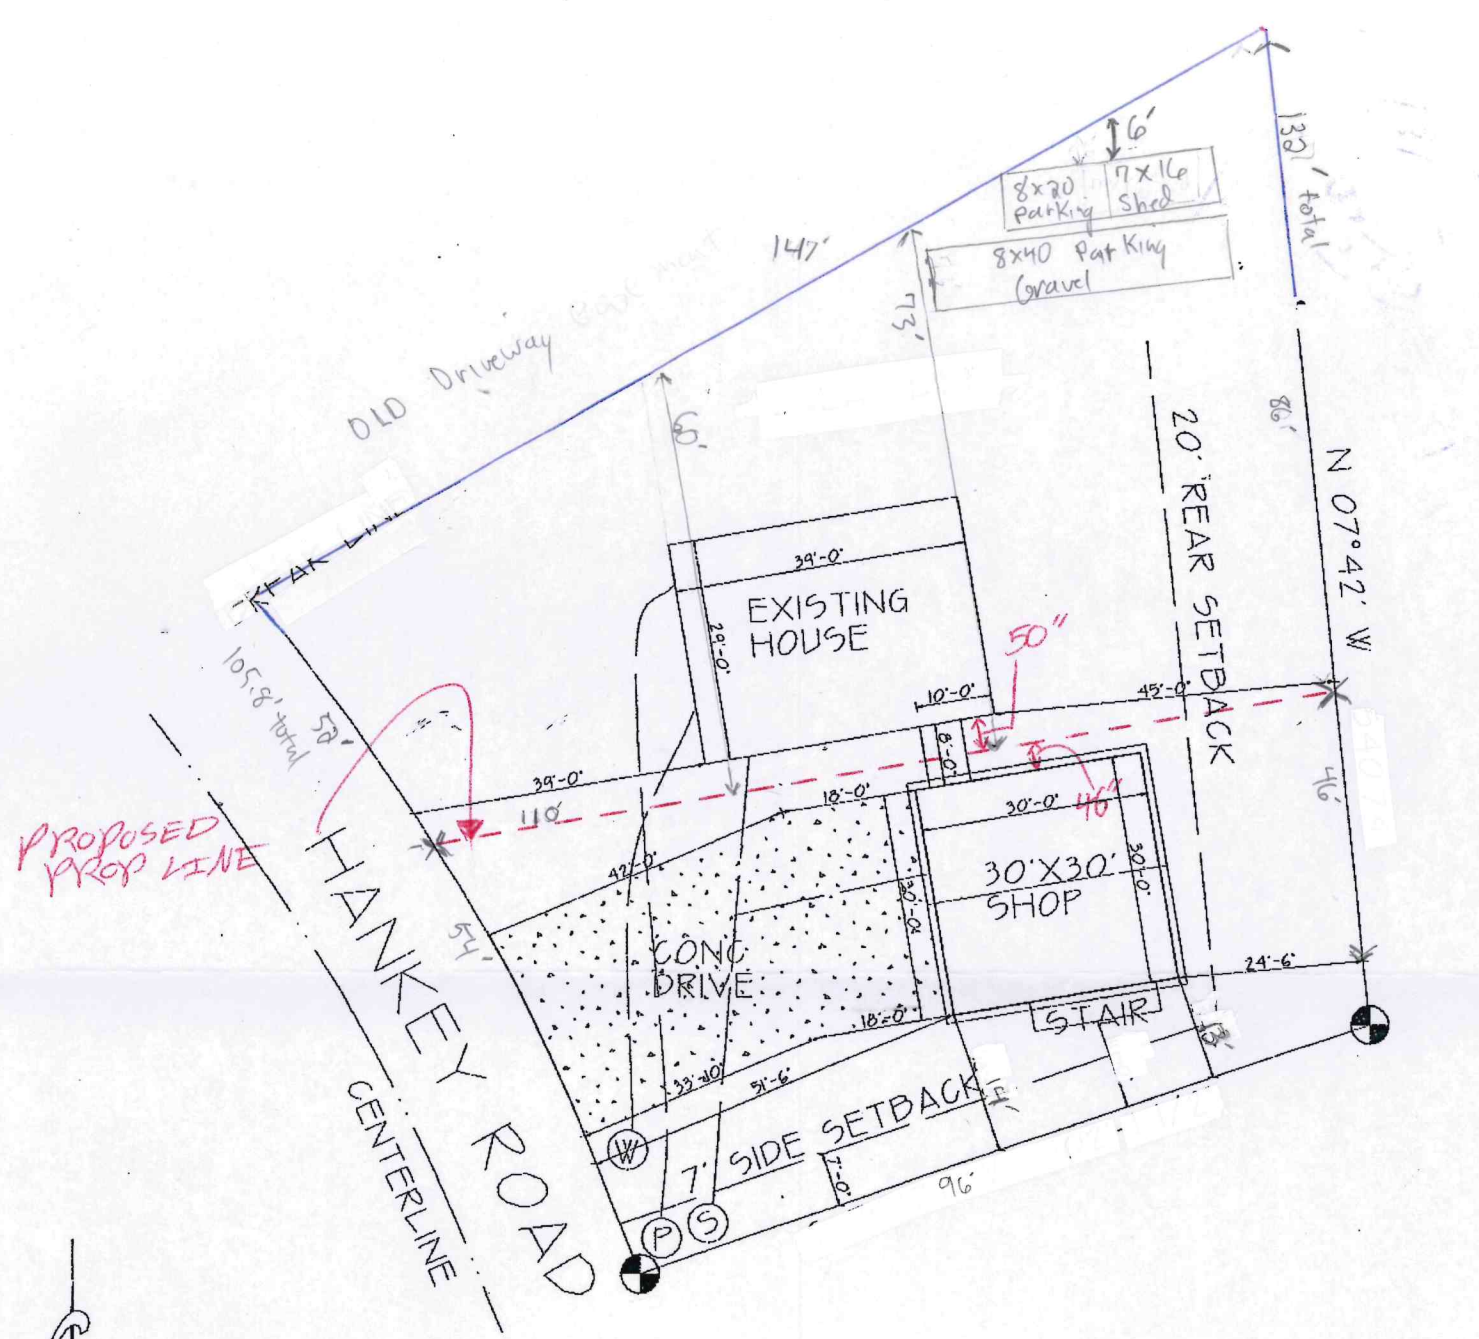 6'
132' total
8x20
Parking
7x16
Shed
8x40 Parking
Gravel
147'
73'
OLD Driveway
86'
N 07°42' W
20' REAR SETBACK
39'-0"
EXISTING
HOUSE
29'-0"
50"
10'-0"
45'-0"
105.8' total
52'
8'-0"
39'-0"
110'
18'-0"
30'-0"
46"
46'
PROPOSED
PROP LINE
42'-0"
30'X30'
SHOP
30'-0"
30'-0"
54'
CONC
DRIVE
24'-6"
18'-0"
STAIR
13'
HANKEY ROAD
CENTERLINE
33'-10"
51'-6"
7' SIDE SETBACK
7'-0"
96'
W
P
S